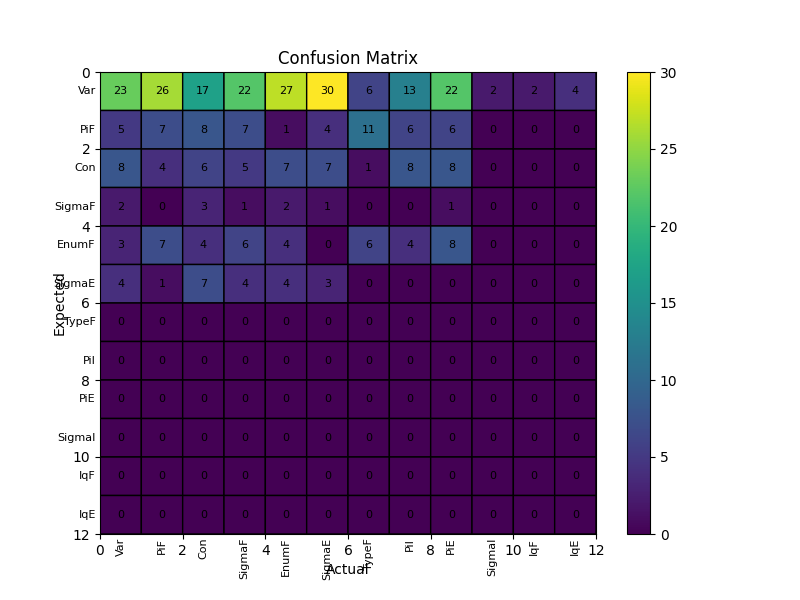 Confusion Matrix
0
Var 23 26 17 22 27 30 6 13 22 2 2 4
PiF 5 7 8 7 1 4 11 6 6 0 0 0
2
Con 8 4 6 5 7 7 1 8 8 0 0 0
SigmaF 2 0 3 1 2 1 0 0 1 0 0 0
4
EnumF 3 7 4 6 4 0 6 4 8 0 0 0
SigmaE 4 1 7 4 4 3 0 0 0 0 0 0
6
TypeF 0 0 0 0 0 0 0 0 0 0 0 0
PiI 0 0 0 0 0 0 0 0 0 0 0 0
8
PiE 0 0 0 0 0 0 0 0 0 0 0 0
SigmaI 0 0 0 0 0 0 0 0 0 0 0 0
10
IqF 0 0 0 0 0 0 0 0 0 0 0 0
IqE 0 0 0 0 0 0 0 0 0 0 0 0
12
Expected
0 2 4 6 8 10 12
Var PiF Con SigmaF EnumF SigmaE TypeF PiI PiE SigmaI IqF IqE
Actual
30
25
20
15
10
5
0